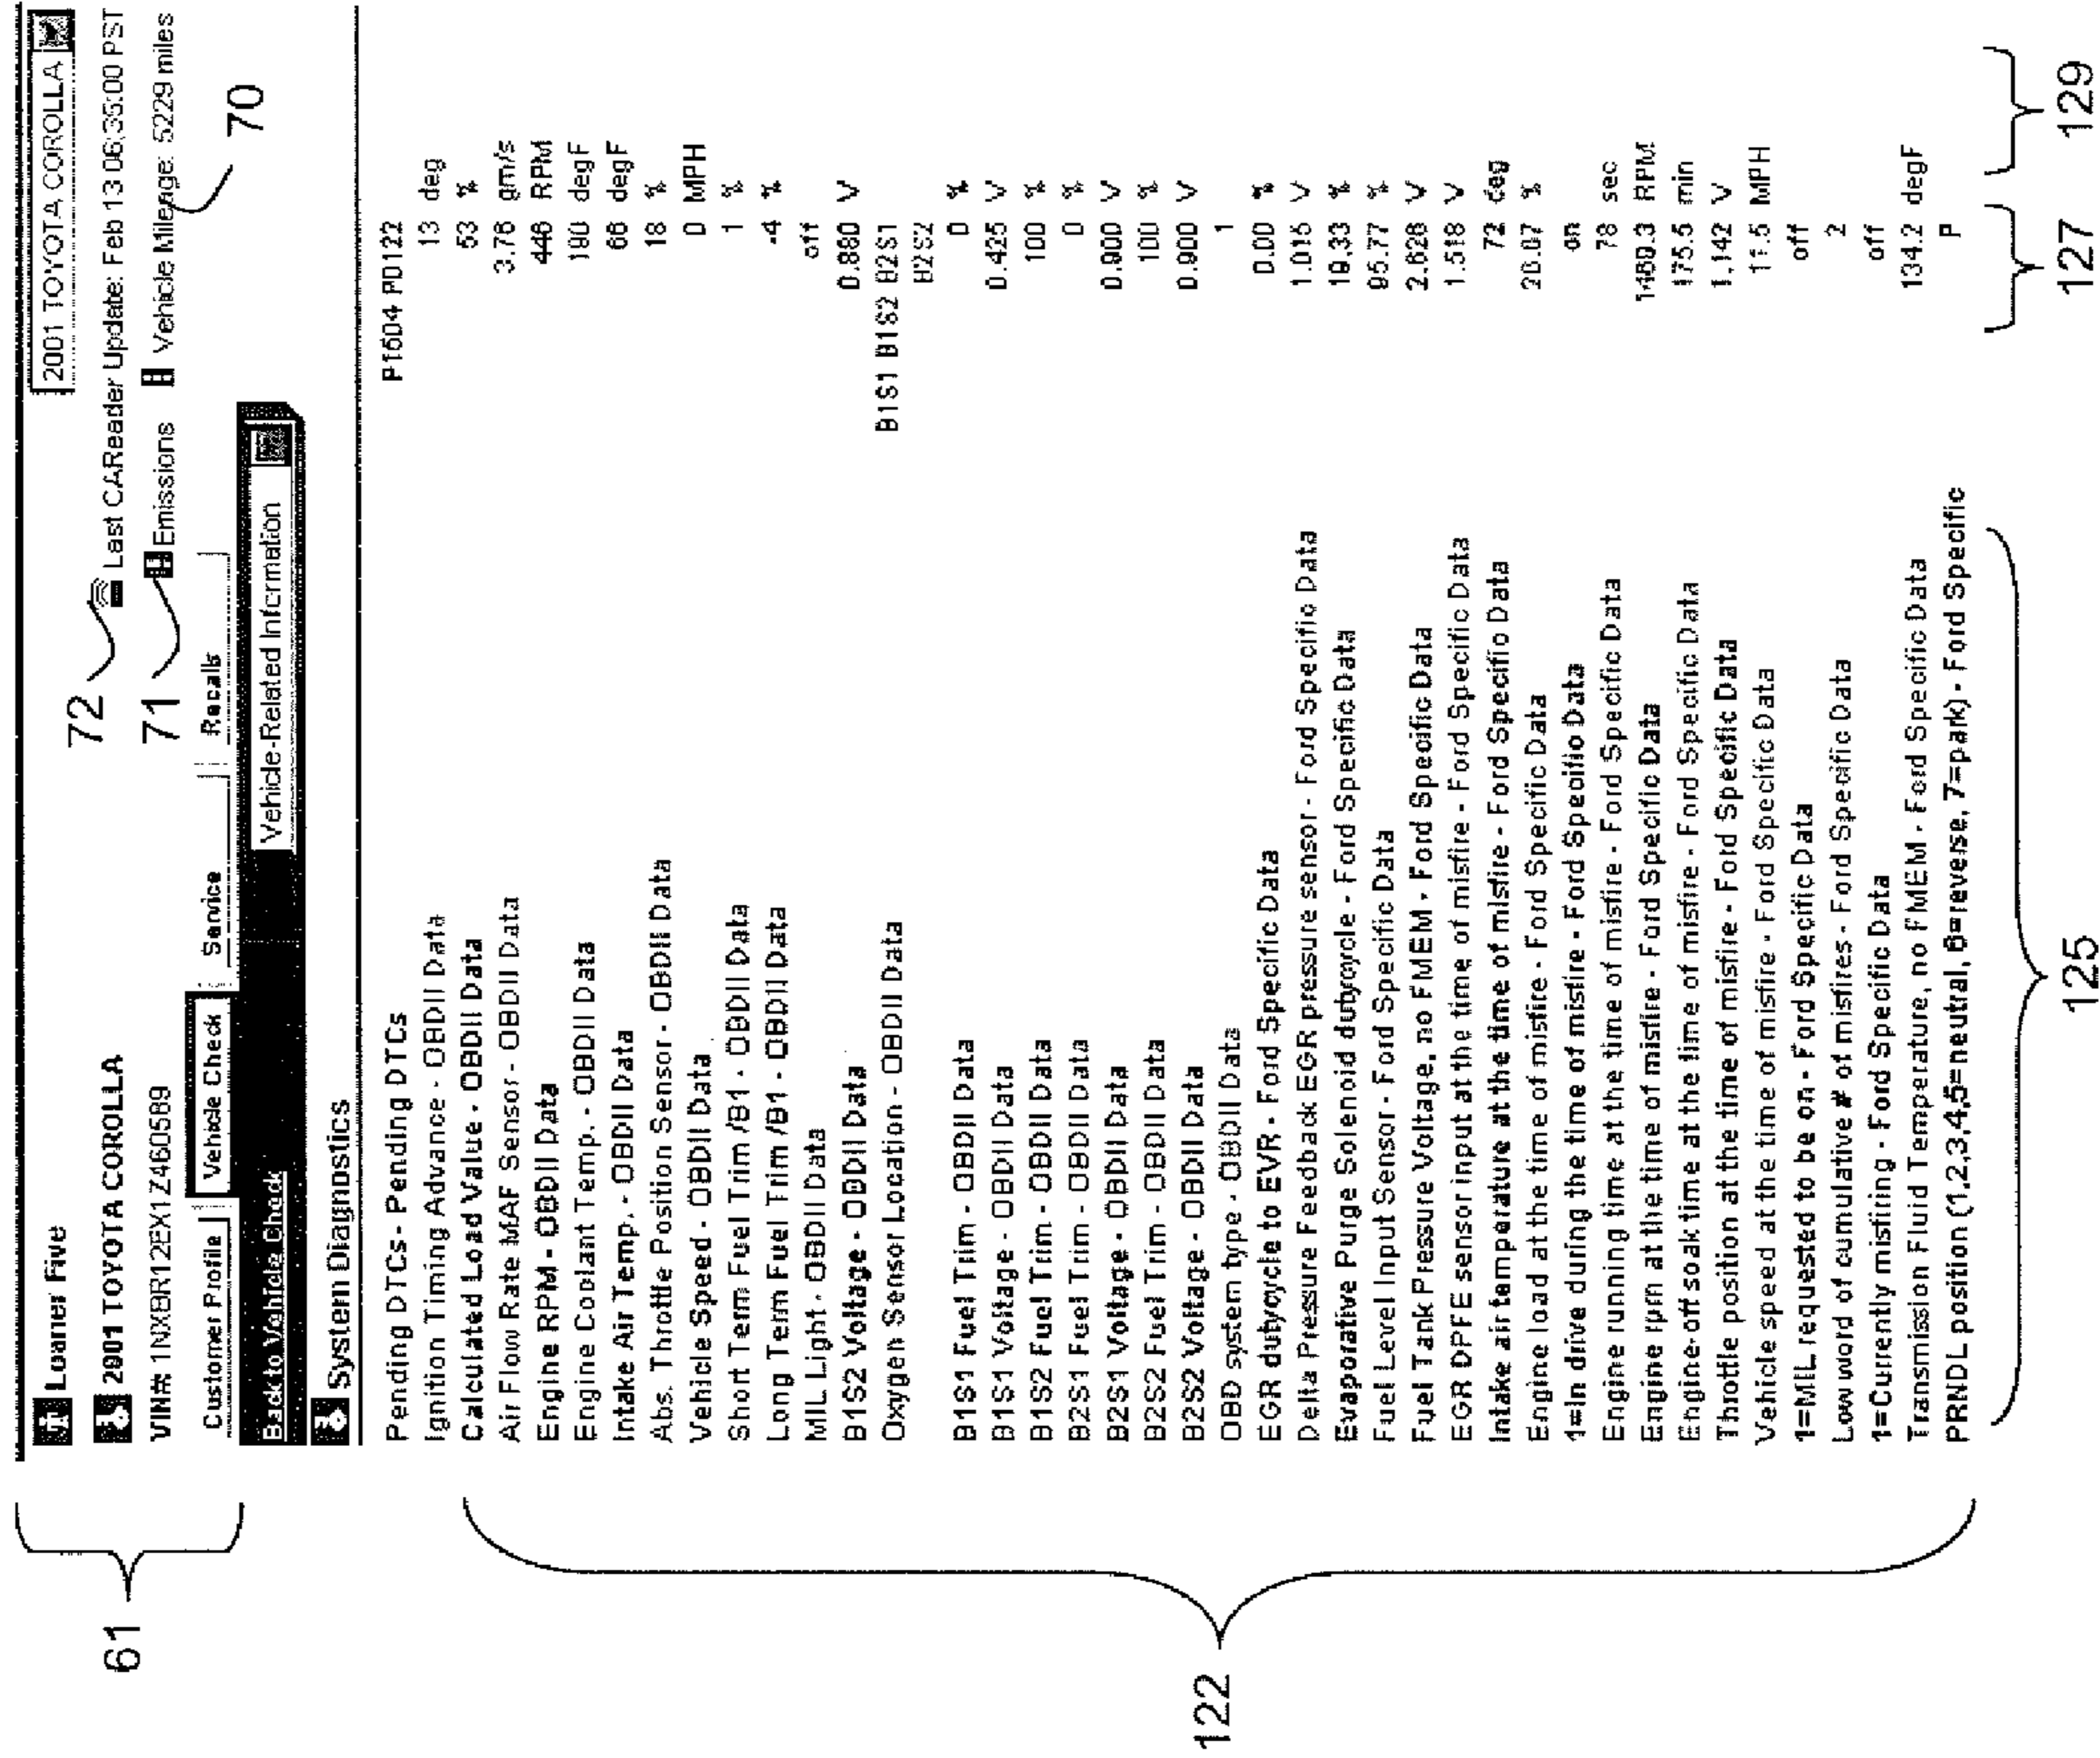 Loaner Five
2001 TOYOTA COROLLA
2001 TOYOTA COROLLA
72
Last CAReader Update: Feb 13 06:35:00 PST
VIN#: 1NXBR12EX1Z460589
71
Emissions
Vehicle Mileage: 5229 miles
70
61
Customer Profile
Vehicle Check
Service
Recalls
Back to Vehicle Check
Vehicle-Related Information
System Diagnostics
Pending DTCs - Pending DTCs
Ignition Timing Advance - OBDII Data 13 deg
Calculated Load Value - OBDII Data 53 %
Air Flow Rate MAF Sensor - OBDII Data 3.76 gm/s
Engine RPM - OBDII Data 446 RPM
Engine Coolant Temp. - OBDII Data 190 degF
Intake Air Temp. - OBDII Data 66 degF
Abs. Throttle Position Sensor - OBDII Data 18 %
Vehicle Speed - OBDII Data 0 MPH
Short Term Fuel Trim /B1 - OBDII Data 1 %
Long Term Fuel Trim /B1 - OBDII Data -4 %
MIL Light - OBDII Data off
B1S2 Voltage - OBDII Data 0.880 V
Oxygen Sensor Location - OBDII Data B1S1 B1S2 B2S1
B2S2
B1S1 Fuel Trim - OBDII Data 0 %
B1S1 Voltage - OBDII Data 0.425 V
B1S2 Fuel Trim - OBDII Data 100 %
B2S1 Fuel Trim - OBDII Data 0 %
B2S1 Voltage - OBDII Data 0.900 V
B2S2 Fuel Trim - OBDII Data 100 %
B2S2 Voltage - OBDII Data 0.900 V
OBD system type - OBDII Data 1
EGR dutycycle to EVR - Ford Specific Data 0.00 %
Delta Pressure Feedback EGR pressure sensor - Ford Specific Data 1.015 V
Evaporative Purge Solenoid dutycycle - Ford Specific Data 19.33 %
Fuel Level Input Sensor - Ford Specific Data 95.77 %
Fuel Tank Pressure Voltage, no FMEM - Ford Specific Data 2.628 V
EGR DPFE sensor input at the time of misfire - Ford Specific Data 1.518 V
Intake air temperature at the time of misfire - Ford Specific Data 72 deg
Engine load at the time of misfire - Ford Specific Data 20.07 %
1=In drive during the time of misfire - Ford Specific Data on
Engine running time at the time of misfire - Ford Specific Data 78 sec
Engine rpm at the time of misfire - Ford Specific Data 1469.3 RPM
Engine-off soak time at the time of misfire - Ford Specific Data 175.5 min
Throttle position at the time of misfire - Ford Specific Data 1.142 V
Vehicle speed at the time of misfire - Ford Specific Data 11.5 MPH
1=MIL requested to be on - Ford Specific Data off
Low word of cumulative # of misfires - Ford Specific Data 2
1=Currently misfiring - Ford Specific Data off
Transmission Fluid Temperature, no FMEM - Ford Specific Data 134.2 degF
PRNDL position (1,2,3,4,5=neutral, 6=reverse, 7=park) - Ford Specific P
122
125
127
129